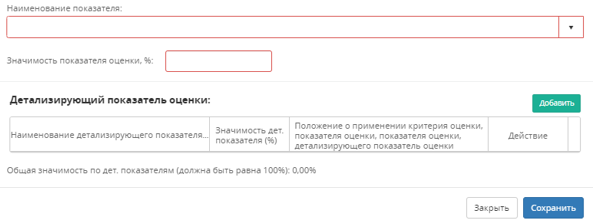 Наименование показателя:
Значимость показателя оценки, %:
Детализирующий показатель оценки:
Добавить
Наименование детализирующего показателя...
Значимость дет.
показателя (%)
Положение о применении критерия оценки,
показателя оценки, показателя оценки,
детализирующего показатель оценки
Действие
Общая значимость по дет. показателям (должна быть равна 100%): 0,00%
Закрыть
Сохранить